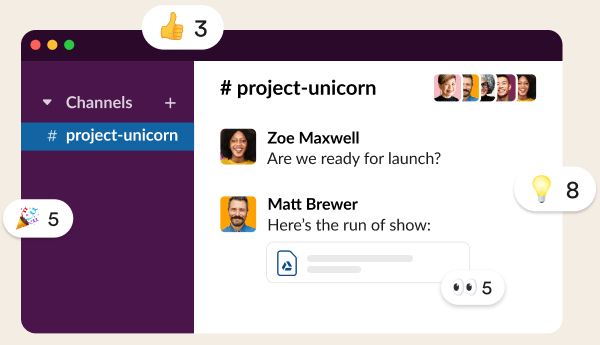 3
Channels +
# project-unicorn
# project-unicorn
Zoe Maxwell
Are we ready for launch?
Matt Brewer
Here's the run of show:
5
8
5